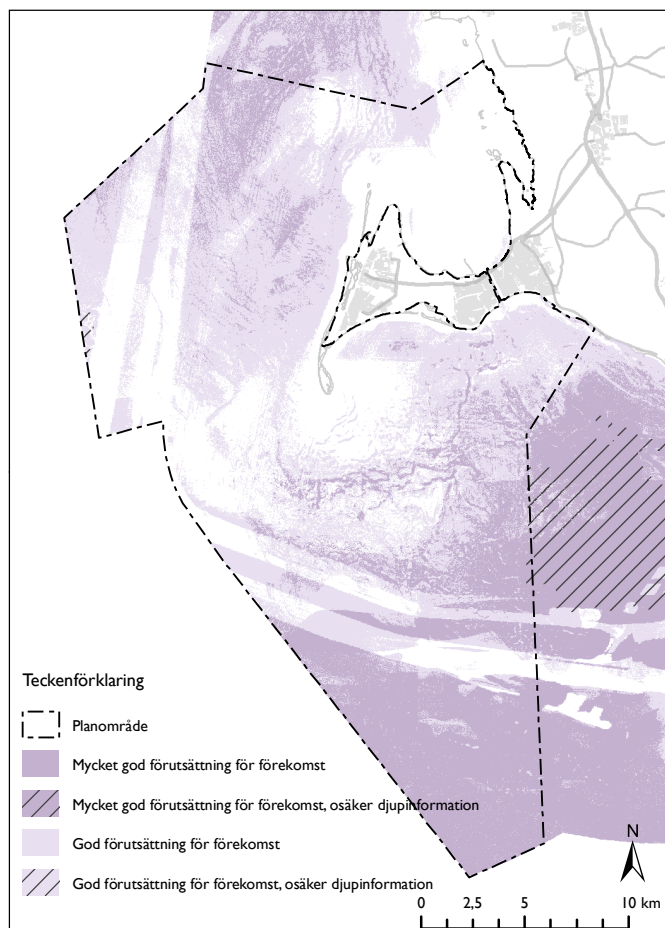 Teckenförklaring
Planområde
Mycket god förutsättning för förekomst
Mycket god förutsättning för förekomst, osäker djupinformation
God förutsättning för förekomst
God förutsättning för förekomst, osäker djupinformation
N
0 2,5 5 10 km